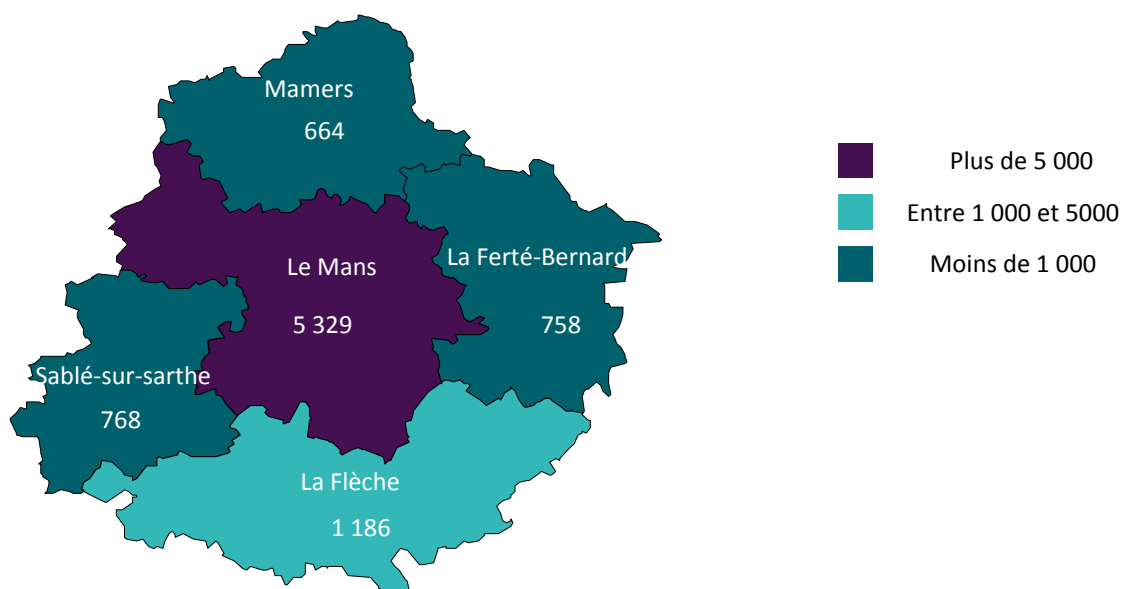 Mamers
664
Plus de 5 000
Entre 1 000 et 5000
Moins de 1 000
La Ferté-Bernard
758
Le Mans
5 329
Sablé-sur-sarthe
768
La Flèche
1 186